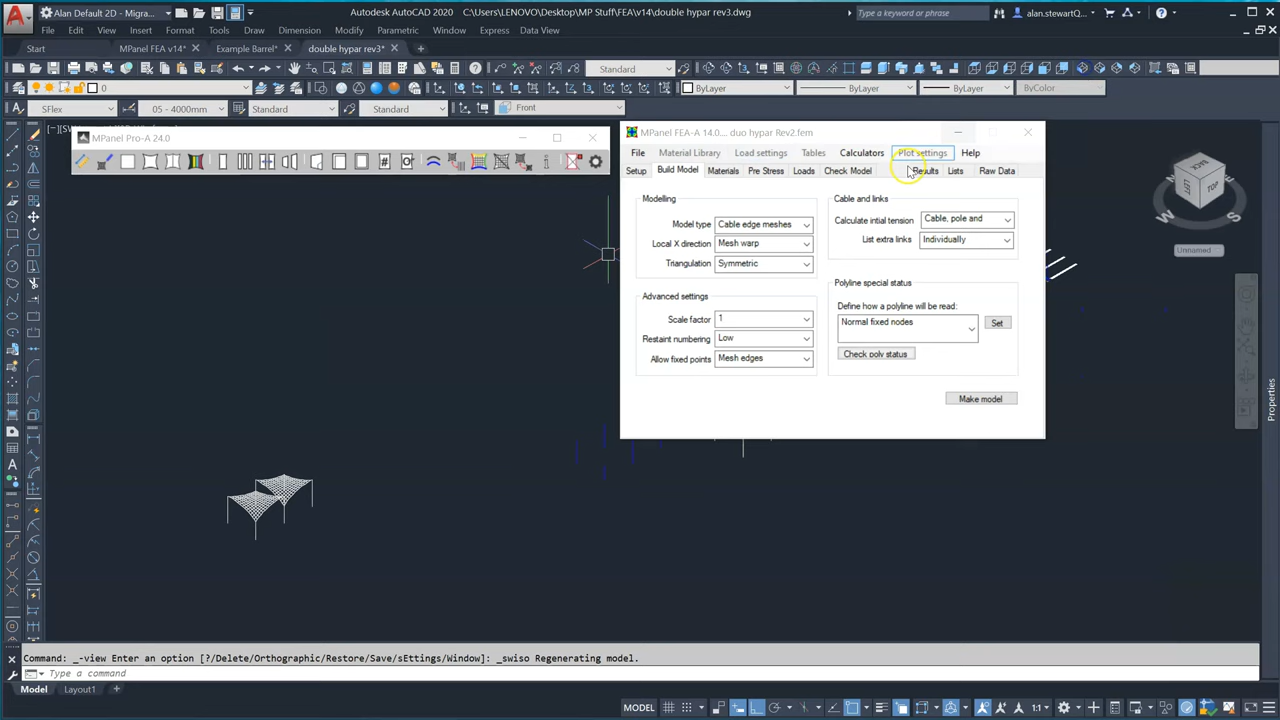 Alan Default 2D - Migra
Autodesk AutoCAD 2020 C:\Users\LENOVO\Desktop\MP Stuff\FEA\v14\double hypar rev3.dwg
Type a keyword or phrase
alan.stewartQ...
File Edit View Insert Format Tools Draw Dimension Modify Parametric Window Express Data View
Start MPanel FEA v14* Example Barrel* double hypar rev3*
Standard
0
ByLayer ByLayer ByLayer ByColor
SFlex 05 - 4000mm Standard Standard Front
MPanel Pro-A 24.0
MPanel FEA-A 14.0.... duo hypar Rev2.fem
File Material Library Load settings Tables Calculators Plot settings Help
Setup Build Model Materials Pre Stress Loads Check Model Results Lists Raw Data
Modelling
Model type Cable edge meshes
Local X direction Mesh warp
Triangulation Symmetric
Advanced settings
Scale factor 1
Restaint numbering Low
Allow fixed points Mesh edges
Cable and links
Calculate intial tension Cable, pole and
List extra links Individually
Polyline special status
Define how a polyline will be read:
Normal fixed nodes Set
Check poly status
Make model
TOP
Unnamed
Properties
Command: _-view Enter an option [?/Delete/Orthographic/Restore/Save/sEttings/Window]: _swiso Regenerating model.
Type a command
Model Layout1
MODEL
1:1